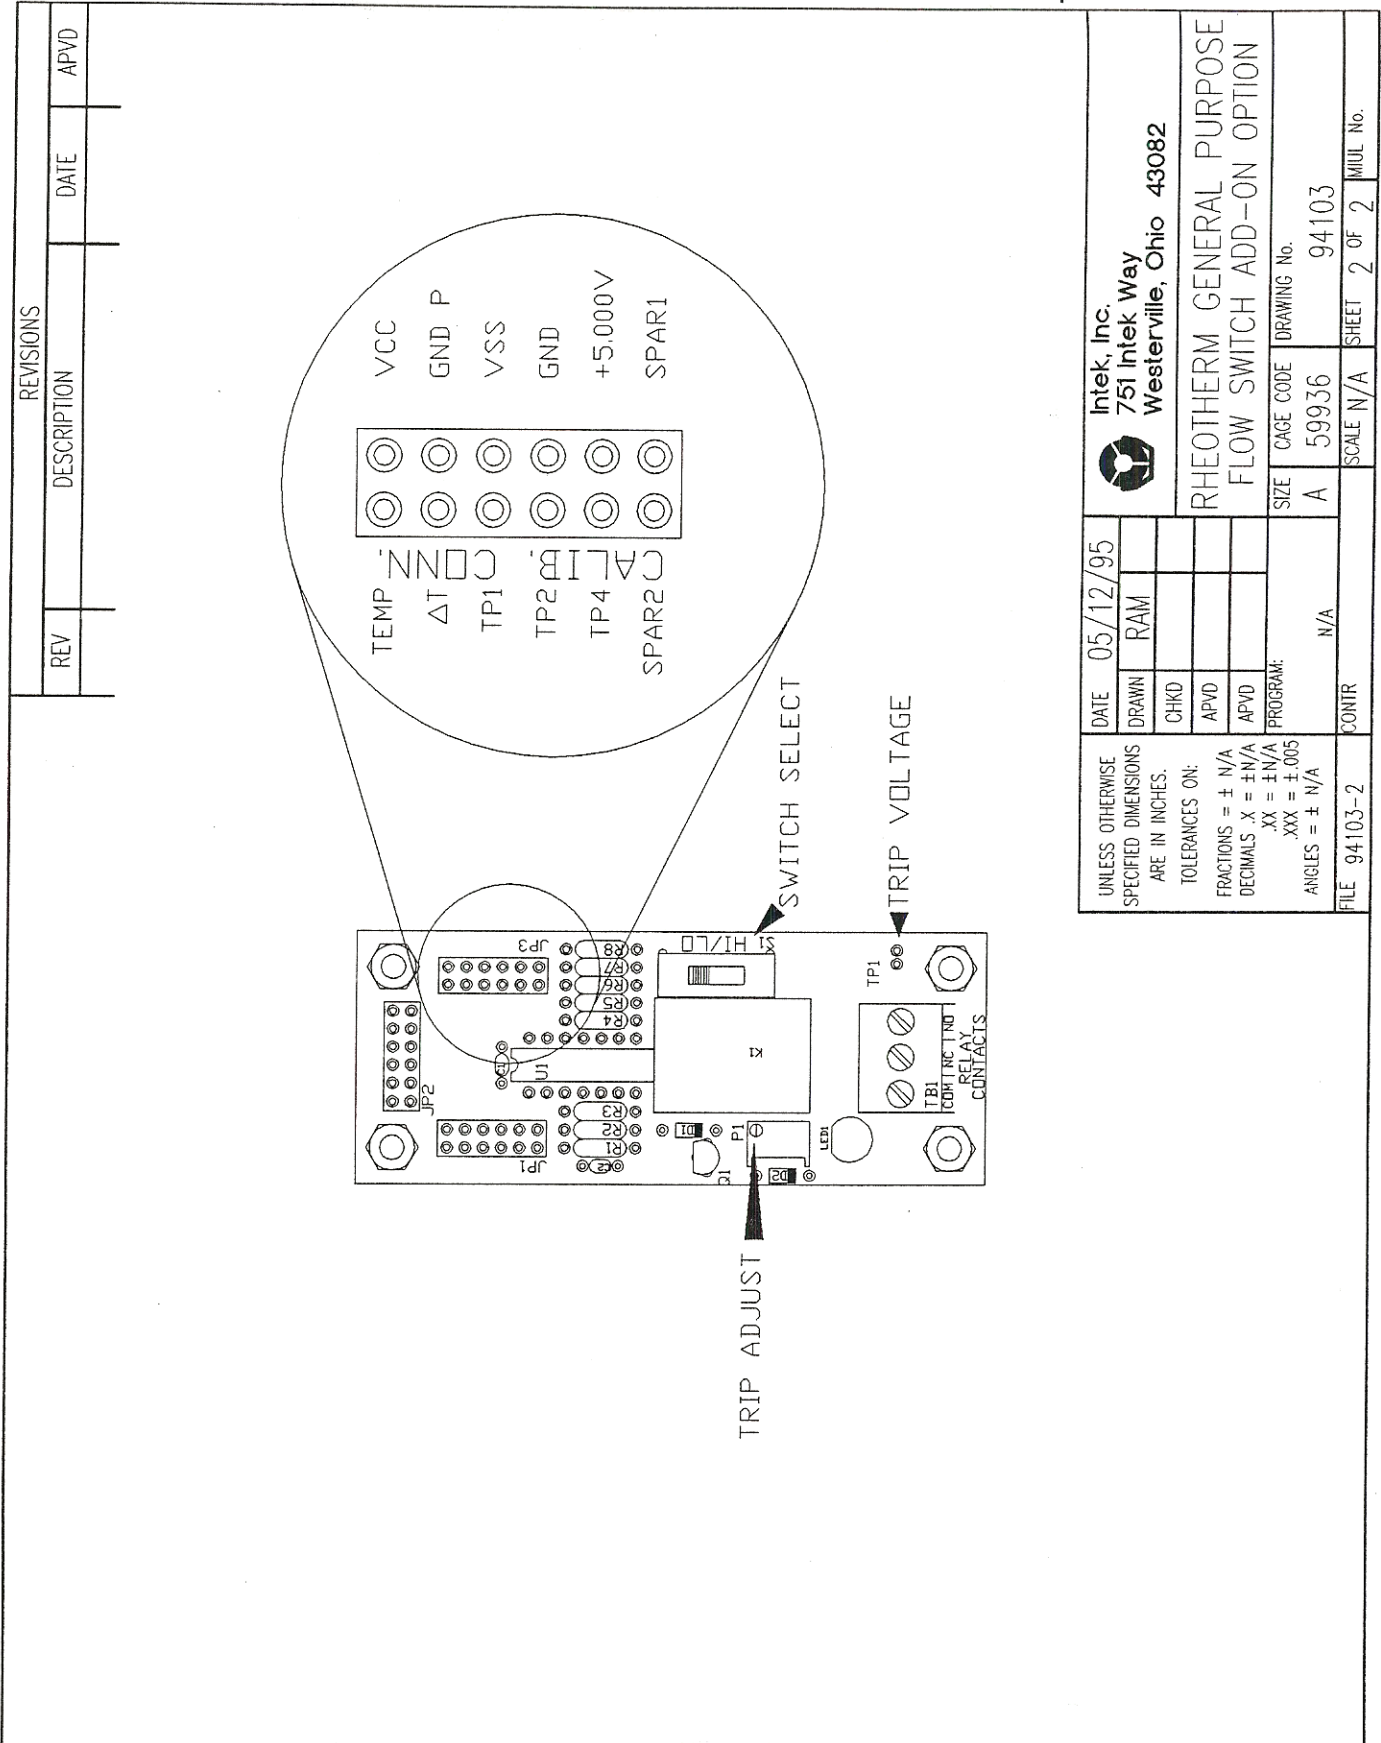 REVISIONS
REV DESCRIPTION DATE APVD
VCC
GND P
VSS
GND
+5.000V
SPAR1
CALIB. CONN.
TEMP
ΔT
TP1
TP2
TP4
SPAR2
SWITCH SELECT
TRIP VOLTAGE
TRIP ADJUST
JP3
JP2
JP1
R8
R7
R6
R5
R4
C1
U1
R3
R2
R1
C2
S1 HI/LO
K1
D1
Q1
P1
D2
LED1
TP1
TB1
COM | NC | NO
RELAY
CONTACTS
UNLESS OTHERWISE
SPECIFIED DIMENSIONS
ARE IN INCHES.
TOLERANCES ON:
FRACTIONS = ± N/A
DECIMALS .X = ±N/A
.XX = ±N/A
.XXX = ±.005
ANGLES = ± N/A
FILE 94103-2
DATE 05/12/95
DRAWN RAM
CHKD
APVD
APVD
PROGRAM:
N/A
CONTR
Intek, Inc.
751 Intek Way
Westerville, Ohio 43082
RHEOTHERM GENERAL PURPOSE
FLOW SWITCH ADD-ON OPTION
SIZE A
CAGE CODE 59936
DRAWING No. 94103
SCALE N/A
SHEET 2 OF 2
MIUL No.